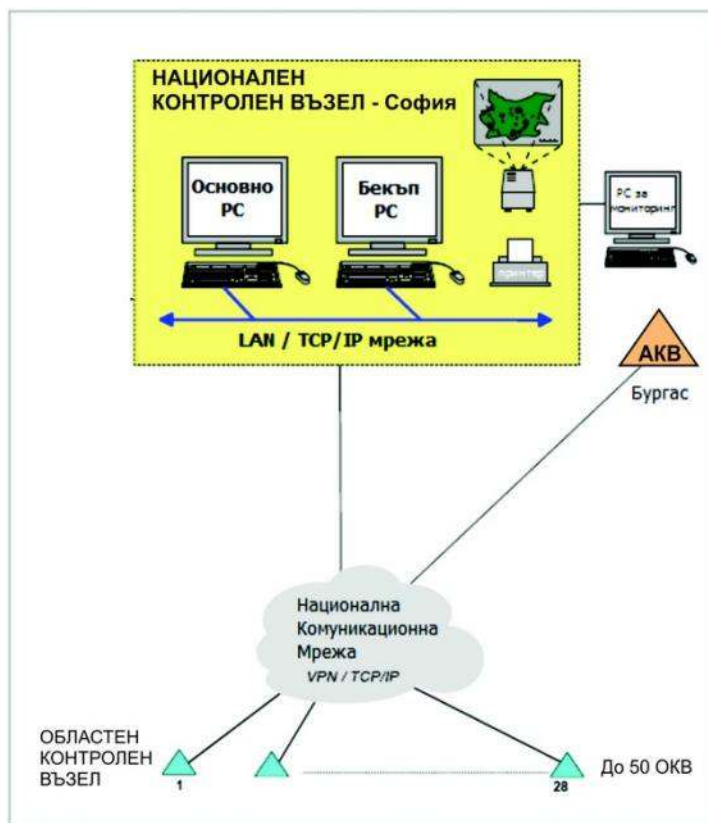 НАЦИОНАЛЕН
КОНТРОЛЕН ВЪЗЕЛ - София
Основно
PC
Бекъп
PC
принтер
PC за
мониторинг
LAN / TCP/IP мрежа
АКВ
Бургас
Национална
Комуникационна
Мрежа
VPN / TCP/IP
ОБЛАСТЕН
КОНТРОЛЕН
ВЪЗЕЛ
1
28
До 50 ОКВ